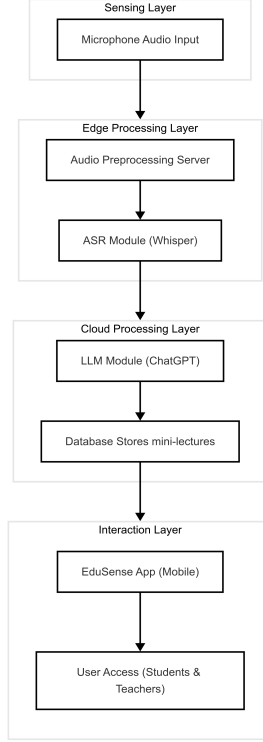 Sensing Layer
Microphone Audio Input
Edge Processing Layer
Audio Preprocessing Server
ASR Module (Whisper)
Cloud Processing Layer
LLM Module (ChatGPT)
Database Stores mini-lectures
Interaction Layer
EduSense App (Mobile)
User Access (Students &
Teachers)